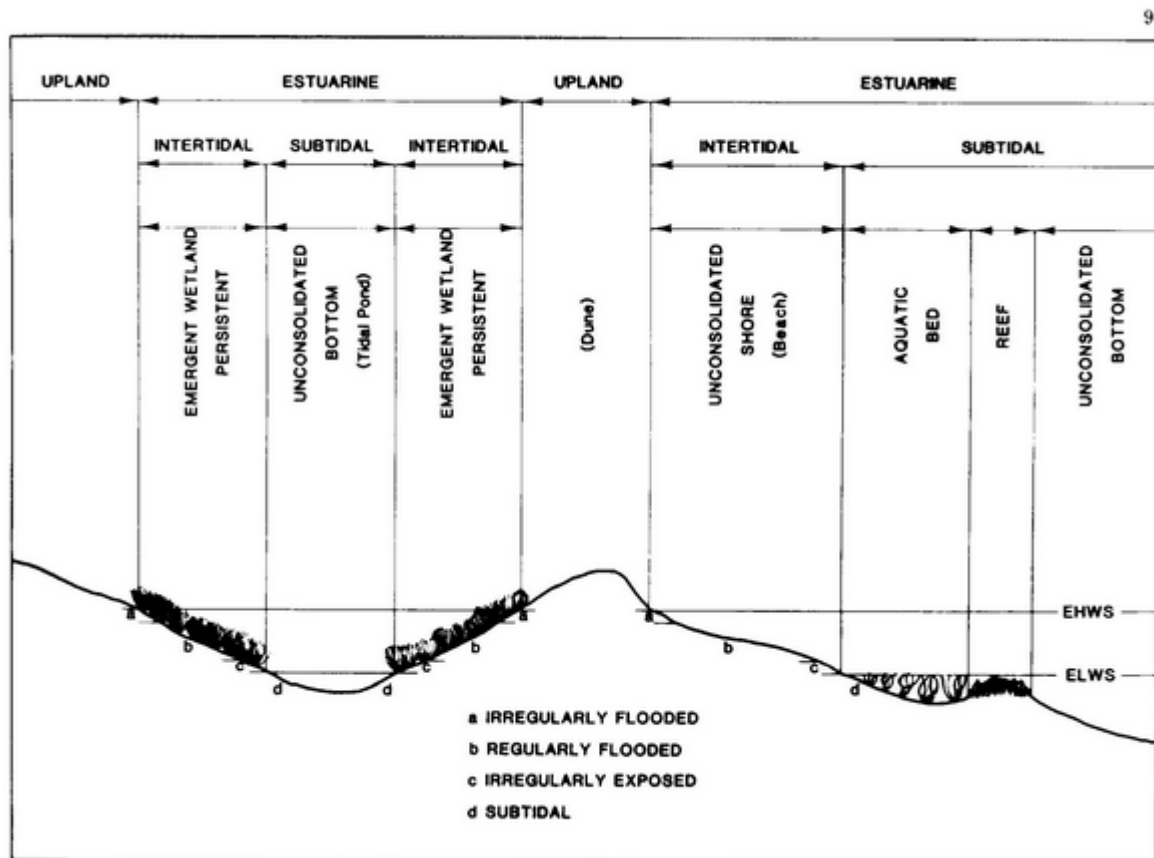 9
UPLAND ESTUARINE UPLAND ESTUARINE
INTERTIDAL SUBTIDAL INTERTIDAL INTERTIDAL SUBTIDAL
EMERGENT WETLAND
PERSISTENT
UNCONSOLIDATED
BOTTOM
(Tidal Pond)
EMERGENT WETLAND
PERSISTENT
(Dune)
UNCONSOLIDATED
SHORE
(Beach)
AQUATIC
BED
REEF
UNCONSOLIDATED
BOTTOM
a a a EHWS
b b b
c c c ELWS
d d d
a IRREGULARLY FLOODED
b REGULARLY FLOODED
c IRREGULARLY EXPOSED
d SUBTIDAL